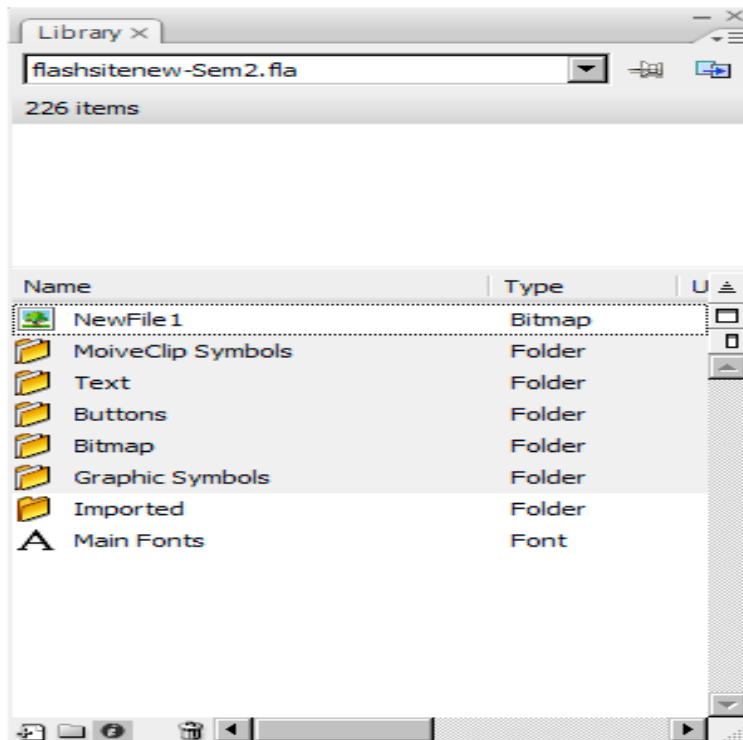 Library
flashsitenew-Sem2.fla
226 items
Name Type U
NewFile1 Bitmap
MoiveClip Symbols Folder
Text Folder
Buttons Folder
Bitmap Folder
Graphic Symbols Folder
Imported Folder
A Main Fonts Font